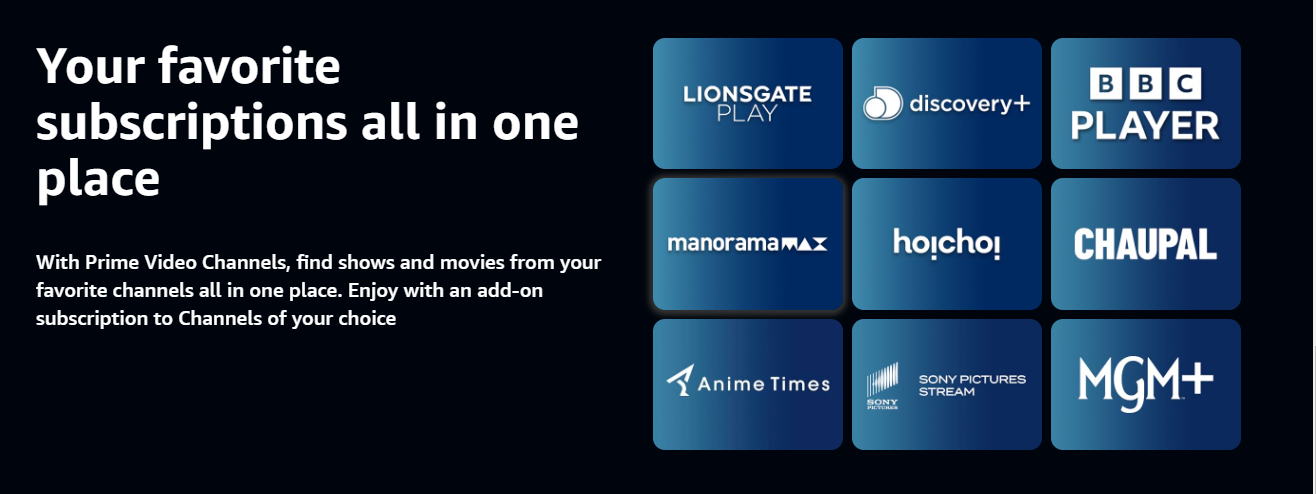 Your favorite
subscriptions all in one
place
With Prime Video Channels, find shows and movies from your
favorite channels all in one place. Enjoy with an add-on
subscription to Channels of your choice
LIONSGATE
PLAY
discovery+
BBC
PLAYER
manoramaMAX
hoichoi
CHAUPAL
Anime Times
SONY
PICTURES
SONY PICTURES
STREAM
MGM+